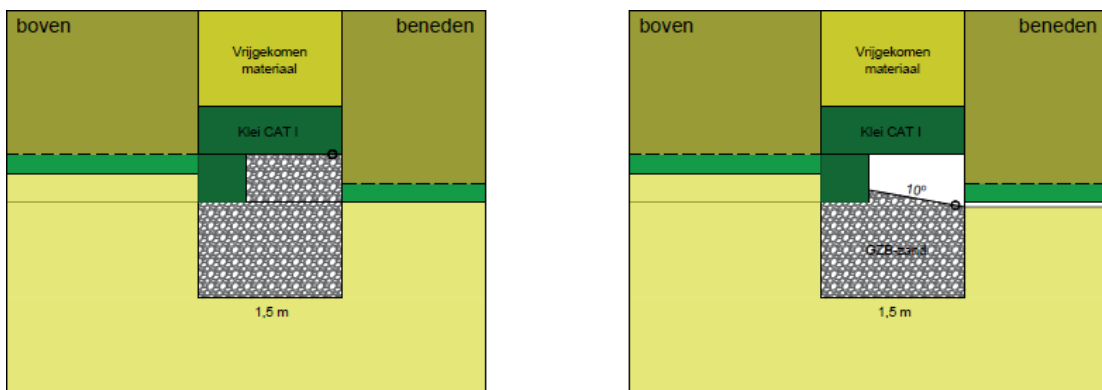 boven
beneden
Vrijgekomen
materiaal
Klei CAT I
1,5 m
boven
beneden
Vrijgekomen
materiaal
Klei CAT I
10°
GZB-zand
1,5 m